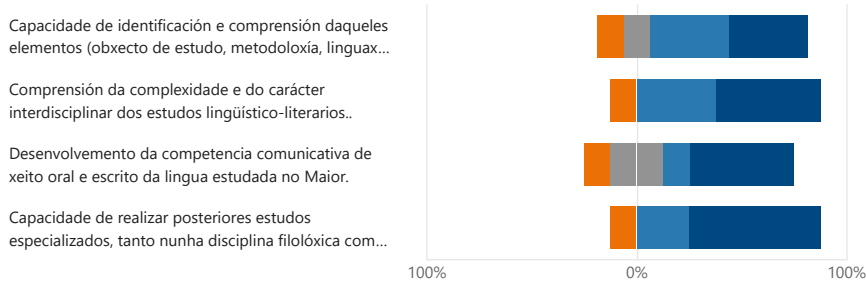 Capacidade de identificación e comprensión daqueles
elementos (obxecto de estudo, metodoloxía, linguax...
Comprensión da complexidade e do carácter
interdisciplinar dos estudos lingüístico-literarios..
Desenvolvemento da competencia comunicativa de
xeito oral e escrito da lingua estudada no Maior.
Capacidade de realizar posteriores estudos
especializados, tanto nunha disciplina filolóxica com...
100% 0% 100%